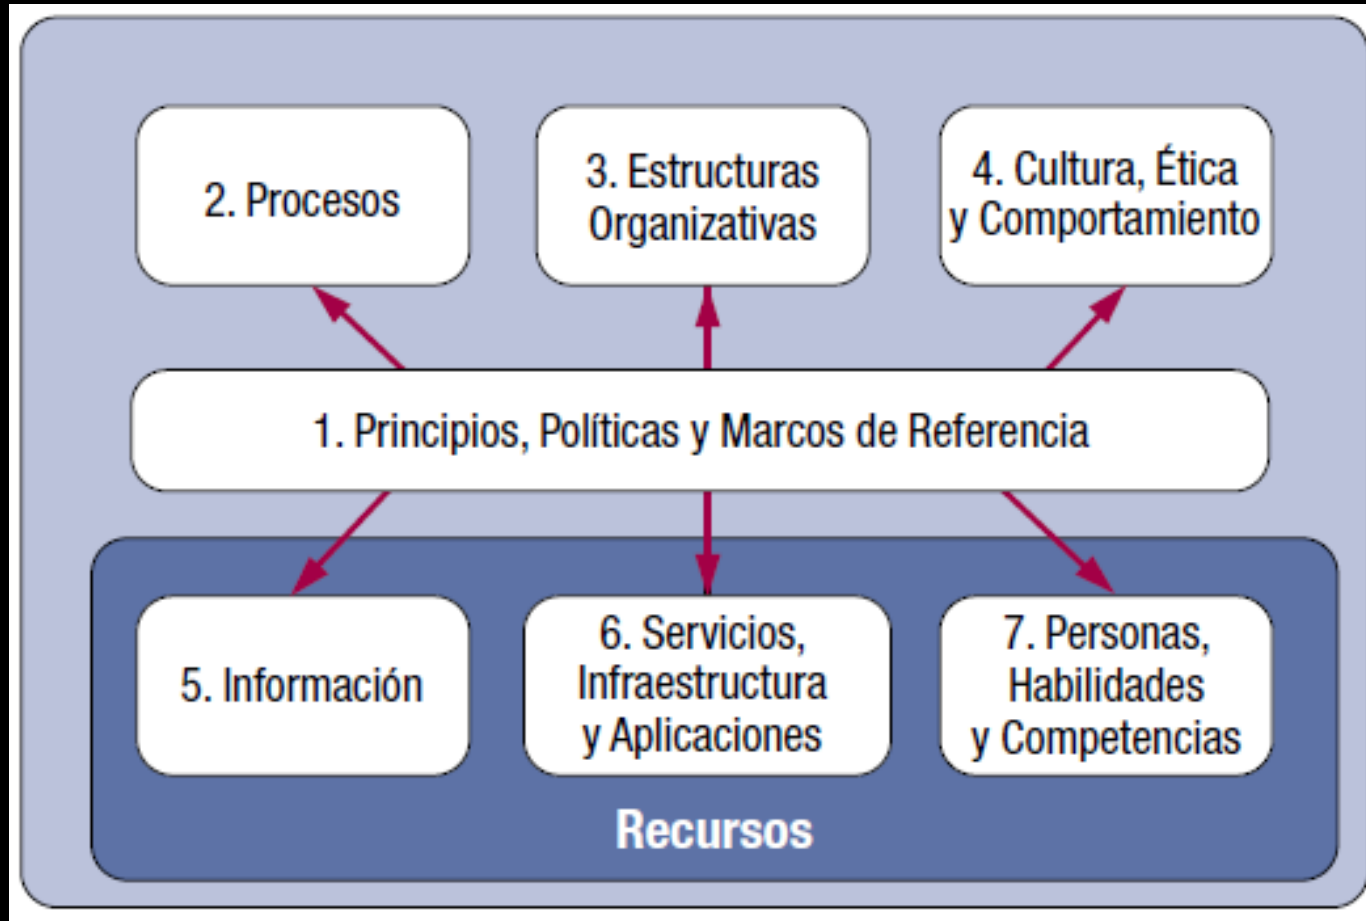 2. Procesos
3. Estructuras
Organizativas
4. Cultura, Ética
y Comportamiento
1. Principios, Políticas y Marcos de Referencia
5. Información
6. Servicios,
Infraestructura
y Aplicaciones
7. Personas,
Habilidades
y Competencias
Recursos